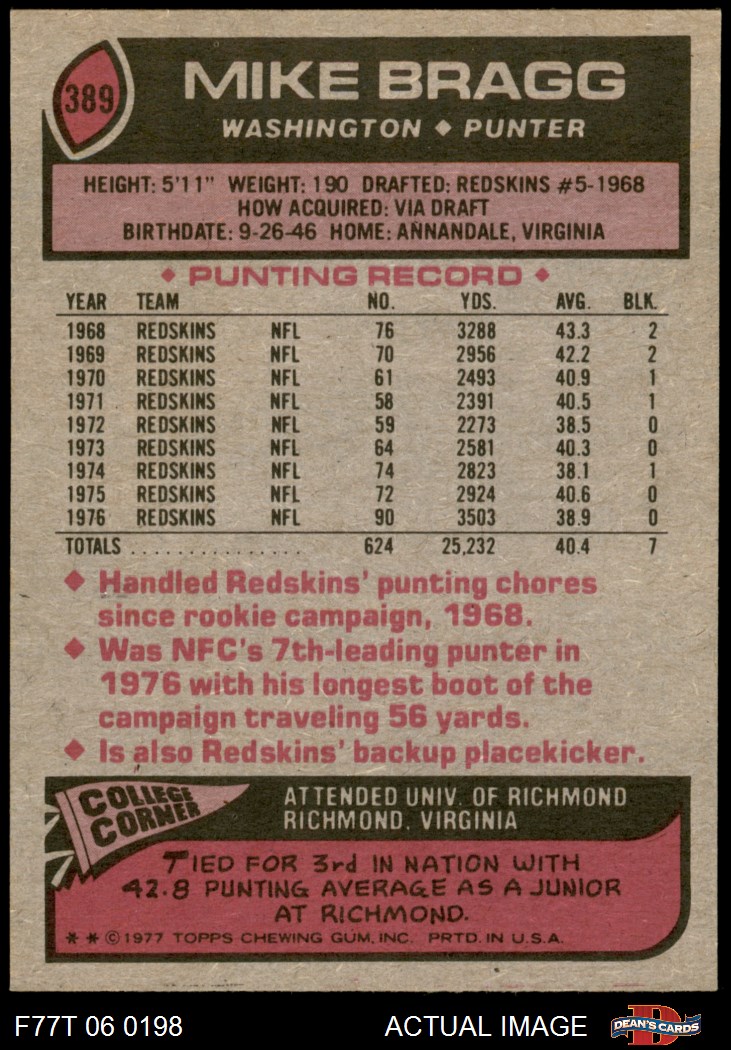 389
MIKE BRAGG
WASHINGTON ◆ PUNTER
HEIGHT: 5'11" WEIGHT: 190 DRAFTED: REDSKINS #5-1968
HOW ACQUIRED: VIA DRAFT
BIRTHDATE: 9-26-46 HOME: ANNANDALE, VIRGINIA
◆ PUNTING RECORD ◆
YEAR TEAM NO. YDS. AVG. BLK.
1968 REDSKINS NFL 76 3288 43.3 2
1969 REDSKINS NFL 70 2956 42.2 2
1970 REDSKINS NFL 61 2493 40.9 1
1971 REDSKINS NFL 58 2391 40.5 1
1972 REDSKINS NFL 59 2273 38.5 0
1973 REDSKINS NFL 64 2581 40.3 0
1974 REDSKINS NFL 74 2823 38.1 1
1975 REDSKINS NFL 72 2924 40.6 0
1976 REDSKINS NFL 90 3503 38.9 0
TOTALS ............... 624 25,232 40.4 7
◆ Handled Redskins' punting chores
since rookie campaign, 1968.
◆ Was NFC's 7th-leading punter in
1976 with his longest boot of the
campaign traveling 56 yards.
◆ Is also Redskins' backup placekicker.
COLLEGE
CORNER
ATTENDED UNIV. OF RICHMOND
RICHMOND, VIRGINIA
TIED FOR 3rd IN NATION WITH
42.8 PUNTING AVERAGE AS A JUNIOR
AT RICHMOND.
* * © 1977 TOPPS CHEWING GUM, INC. PRTD. IN U.S.A.
F77T 06 0198 ACTUAL IMAGE
D
DEAN'S CARDS